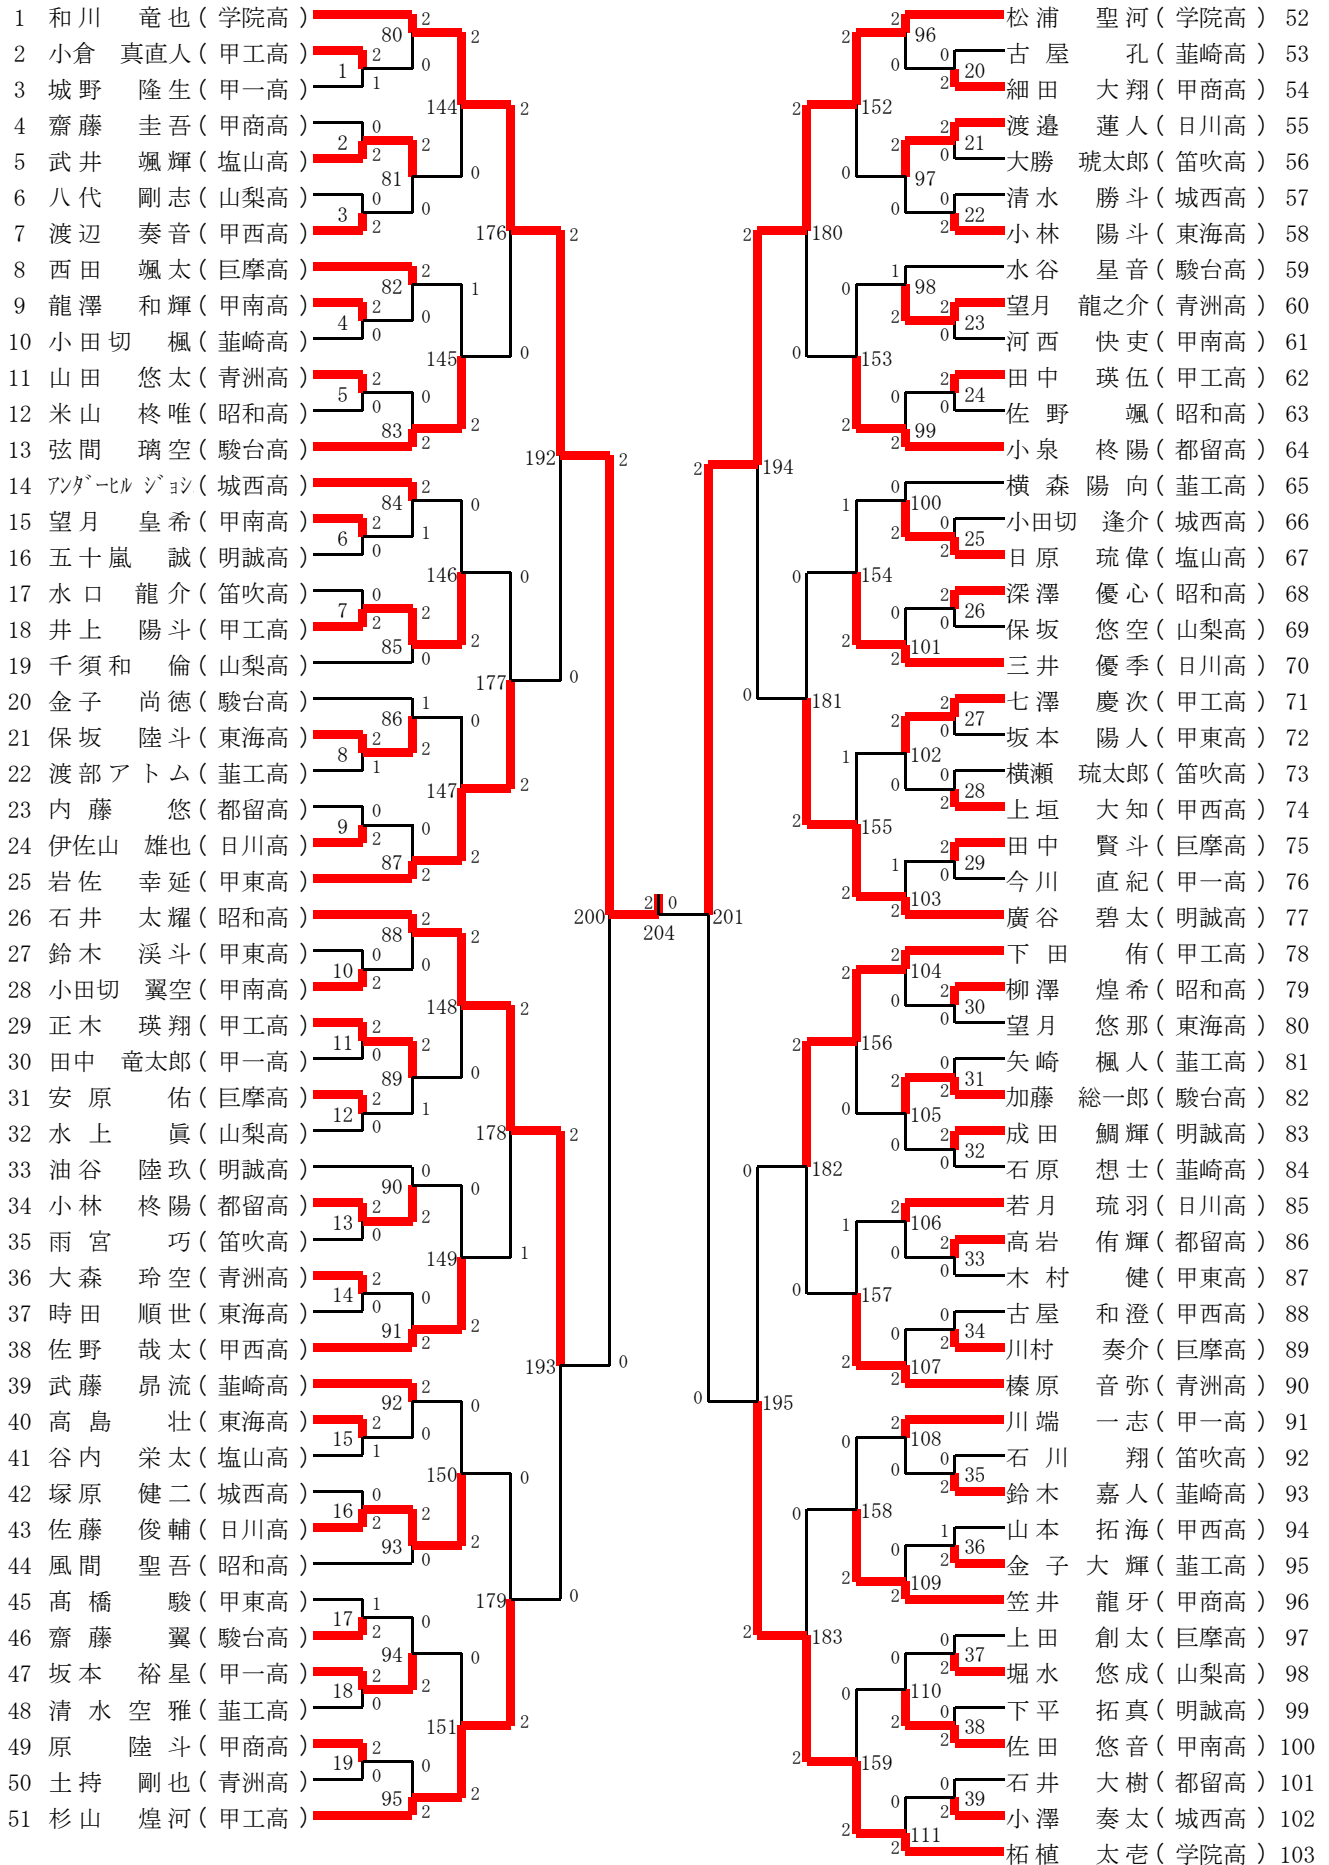 1 和川 竜也 ( 学院高 )
2 小倉 真直人 ( 甲工高 )
3 城野 隆生 ( 甲一高 )
4 齋藤 圭吾 ( 甲商高 )
5 武井 颯輝 ( 塩山高 )
6 八代 剛志 ( 山梨高 )
7 渡辺 奏音 ( 甲西高 )
8 西田 颯太 ( 巨摩高 )
9 龍澤 和輝 ( 甲南高 )
10 小田切 楓 ( 韮崎高 )
11 山田 悠太 ( 青洲高 )
12 米山 柊唯 ( 昭和高 )
13 弦間 璃空 ( 駿台高 )
14 アンダーヒル ジョシ ( 城西高 )
15 望月 皇希 ( 甲南高 )
16 五十嵐 誠 ( 明誠高 )
17 水口 龍介 ( 笛吹高 )
18 井上 陽斗 ( 甲工高 )
19 千須和 倫 ( 山梨高 )
20 金子 尚徳 ( 駿台高 )
21 保坂 陸斗 ( 東海高 )
22 渡部アトム ( 韮工高 )
23 内藤 悠 ( 都留高 )
24 伊佐山 雄也 ( 日川高 )
25 岩佐 幸延 ( 甲東高 )
26 石井 太耀 ( 昭和高 )
27 鈴木 渓斗 ( 甲東高 )
28 小田切 翼空 ( 甲南高 )
29 正木 瑛翔 ( 甲工高 )
30 田中 竜太郎 ( 甲一高 )
31 安原 佑 ( 巨摩高 )
32 水上 眞 ( 山梨高 )
33 油谷 陸玖 ( 明誠高 )
34 小林 柊陽 ( 都留高 )
35 雨宮 巧 ( 笛吹高 )
36 大森 玲空 ( 青洲高 )
37 時田 順世 ( 東海高 )
38 佐野 哉太 ( 甲西高 )
39 武藤 昴流 ( 韮崎高 )
40 高島 壮 ( 東海高 )
41 谷内 栄太 ( 塩山高 )
42 塚原 健二 ( 城西高 )
43 佐藤 俊輔 ( 日川高 )
44 風間 聖吾 ( 昭和高 )
45 髙橋 駿 ( 甲東高 )
46 齋藤 翼 ( 駿台高 )
47 坂本 裕星 ( 甲一高 )
48 清水空雅 ( 韮工高 )
49 原 陸斗 ( 甲商高 )
50 土持 剛也 ( 青洲高 )
51 杉山 煌河 ( 甲工高 )
松浦 聖河 ( 学院高 ) 52
古屋 孔 ( 韮崎高 ) 53
細田 大翔 ( 甲商高 ) 54
渡邉 蓮人 ( 日川高 ) 55
大勝 琥太郎 ( 笛吹高 ) 56
清水 勝斗 ( 城西高 ) 57
小林 陽斗 ( 東海高 ) 58
水谷 星音 ( 駿台高 ) 59
望月 龍之介 ( 青洲高 ) 60
河西 快吏 ( 甲南高 ) 61
田中 瑛伍 ( 甲工高 ) 62
佐野 颯 ( 昭和高 ) 63
小泉 柊陽 ( 都留高 ) 64
横森陽向 ( 韮工高 ) 65
小田切 逢介 ( 城西高 ) 66
日原 琉偉 ( 塩山高 ) 67
深澤 優心 ( 昭和高 ) 68
保坂 悠空 ( 山梨高 ) 69
三井 優季 ( 日川高 ) 70
七澤 慶次 ( 甲工高 ) 71
坂本 陽人 ( 甲東高 ) 72
横瀬 琉太郎 ( 笛吹高 ) 73
上垣 大知 ( 甲西高 ) 74
田中 賢斗 ( 巨摩高 ) 75
今川 直紀 ( 甲一高 ) 76
廣谷 碧太 ( 明誠高 ) 77
下田 侑 ( 甲工高 ) 78
柳澤 煌希 ( 昭和高 ) 79
望月 悠那 ( 東海高 ) 80
矢崎 楓人 ( 韮工高 ) 81
加藤 総一郎 ( 駿台高 ) 82
成田 鯛輝 ( 明誠高 ) 83
石原 想士 ( 韮崎高 ) 84
若月 琉羽 ( 日川高 ) 85
高岩 侑輝 ( 都留高 ) 86
木村 健 ( 甲東高 ) 87
古屋 和澄 ( 甲西高 ) 88
川村 奏介 ( 巨摩高 ) 89
榛原 音弥 ( 青洲高 ) 90
川端 一志 ( 甲一高 ) 91
石川 翔 ( 笛吹高 ) 92
鈴木 嘉人 ( 韮崎高 ) 93
山本 拓海 ( 甲西高 ) 94
金子大輝 ( 韮工高 ) 95
笠井 龍牙 ( 甲商高 ) 96
上田 創太 ( 巨摩高 ) 97
堀水 悠成 ( 山梨高 ) 98
下平 拓真 ( 明誠高 ) 99
佐田 悠音 ( 甲南高 ) 100
石井 大樹 ( 都留高 ) 101
小澤 奏太 ( 城西高 ) 102
柘植 太壱 ( 学院高 ) 103